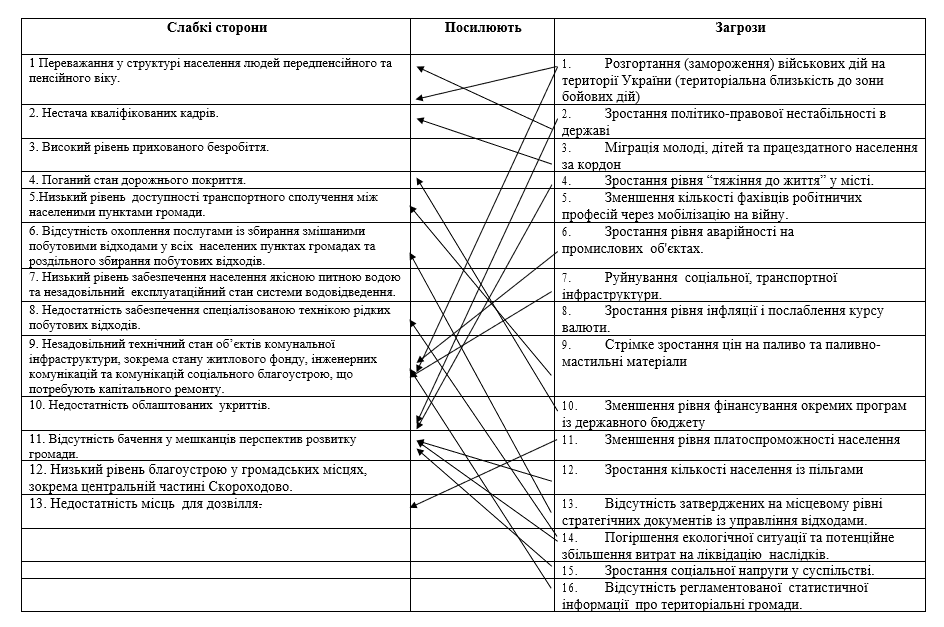 Слабкі сторони
Посилюють
Загрози
1 Переважання у структурі населення людей передпенсійного та
пенсійного віку.
1. Розгортання (замороження) військових дій на
території України (територіальна близькість до зони
бойових дій)
2. Нестача кваліфікованих кадрів.
2. Зростання політико-правової нестабільності в
державі
3. Високий рівень прихованого безробіття.
3. Міграція молоді, дітей та працездатного населення
за кордон
4. Поганий стан дорожнього покриття.
4. Зростання рівня “тяжіння до життя” у місті.
5.Низький рівень доступності транспортного сполучення між
населеними пунктами громади.
5. Зменшення кількості фахівців робітничих
професій через мобілізацію на війну.
6. Відсутність охоплення послугами із збирання змішаними
побутовими відходами у всіх населених пунктах громадах та
роздільного збирання побутових відходів.
6. Зростання рівня аварійності на
промислових об'єктах.
7. Низький рівень забезпечення населення якісною питною водою
та незадовільний експлуатаційний стан системи водовідведення.
7. Руйнування соціальної, транспортної
інфраструктури.
8. Недостатність забезпечення спеціалізованою технікою рідких
побутових відходів.
8. Зростання рівня інфляції і послаблення курсу
валюти.
9. Незадовільний технічний стан об’єктів комунальної
інфраструктури, зокрема стану житлового фонду, інженерних
комунікацій та комунікацій соціального благоустрою, що
потребують капітального ремонту.
9. Стрімке зростання цін на паливо та паливно-
мастильні матеріали
10. Недостатність облаштованих укриттів.
10. Зменшення рівня фінансування окремих програм
із державного бюджету
11. Відсутність бачення у мешканців перспектив розвитку
громади.
11. Зменшення рівня платоспроможності населення
12. Низький рівень благоустрою у громадських місцях,
зокрема центральній частині Скороходово.
12. Зростання кількості населення із пільгами
13. Недостатність місць для дозвілля.
13. Відсутність затверджених на місцевому рівні
стратегічних документів із управління відходами.
14. Погіршення екологічної ситуації та потенційне
збільшення витрат на ліквідацію наслідків.
15. Зростання соціальної напруги у суспільстві.
16. Відсутність регламентованої статистичної
інформації про територіальні громади.